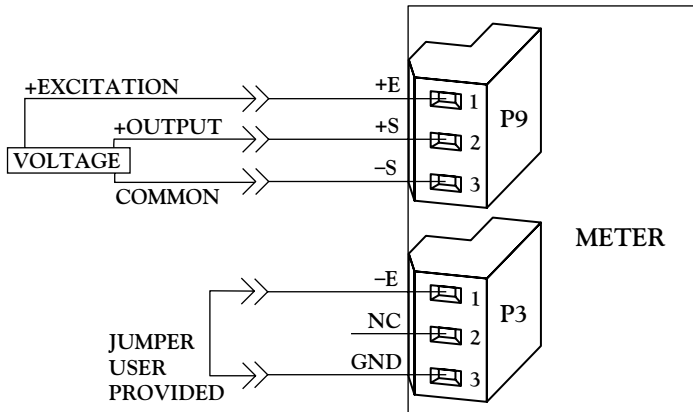 +EXCITATION
+E
1
+OUTPUT
+S
2
P9
VOLTAGE
–S
3
COMMON
METER
–E
1
NC
2
P3
JUMPER
USER
PROVIDED
GND
3